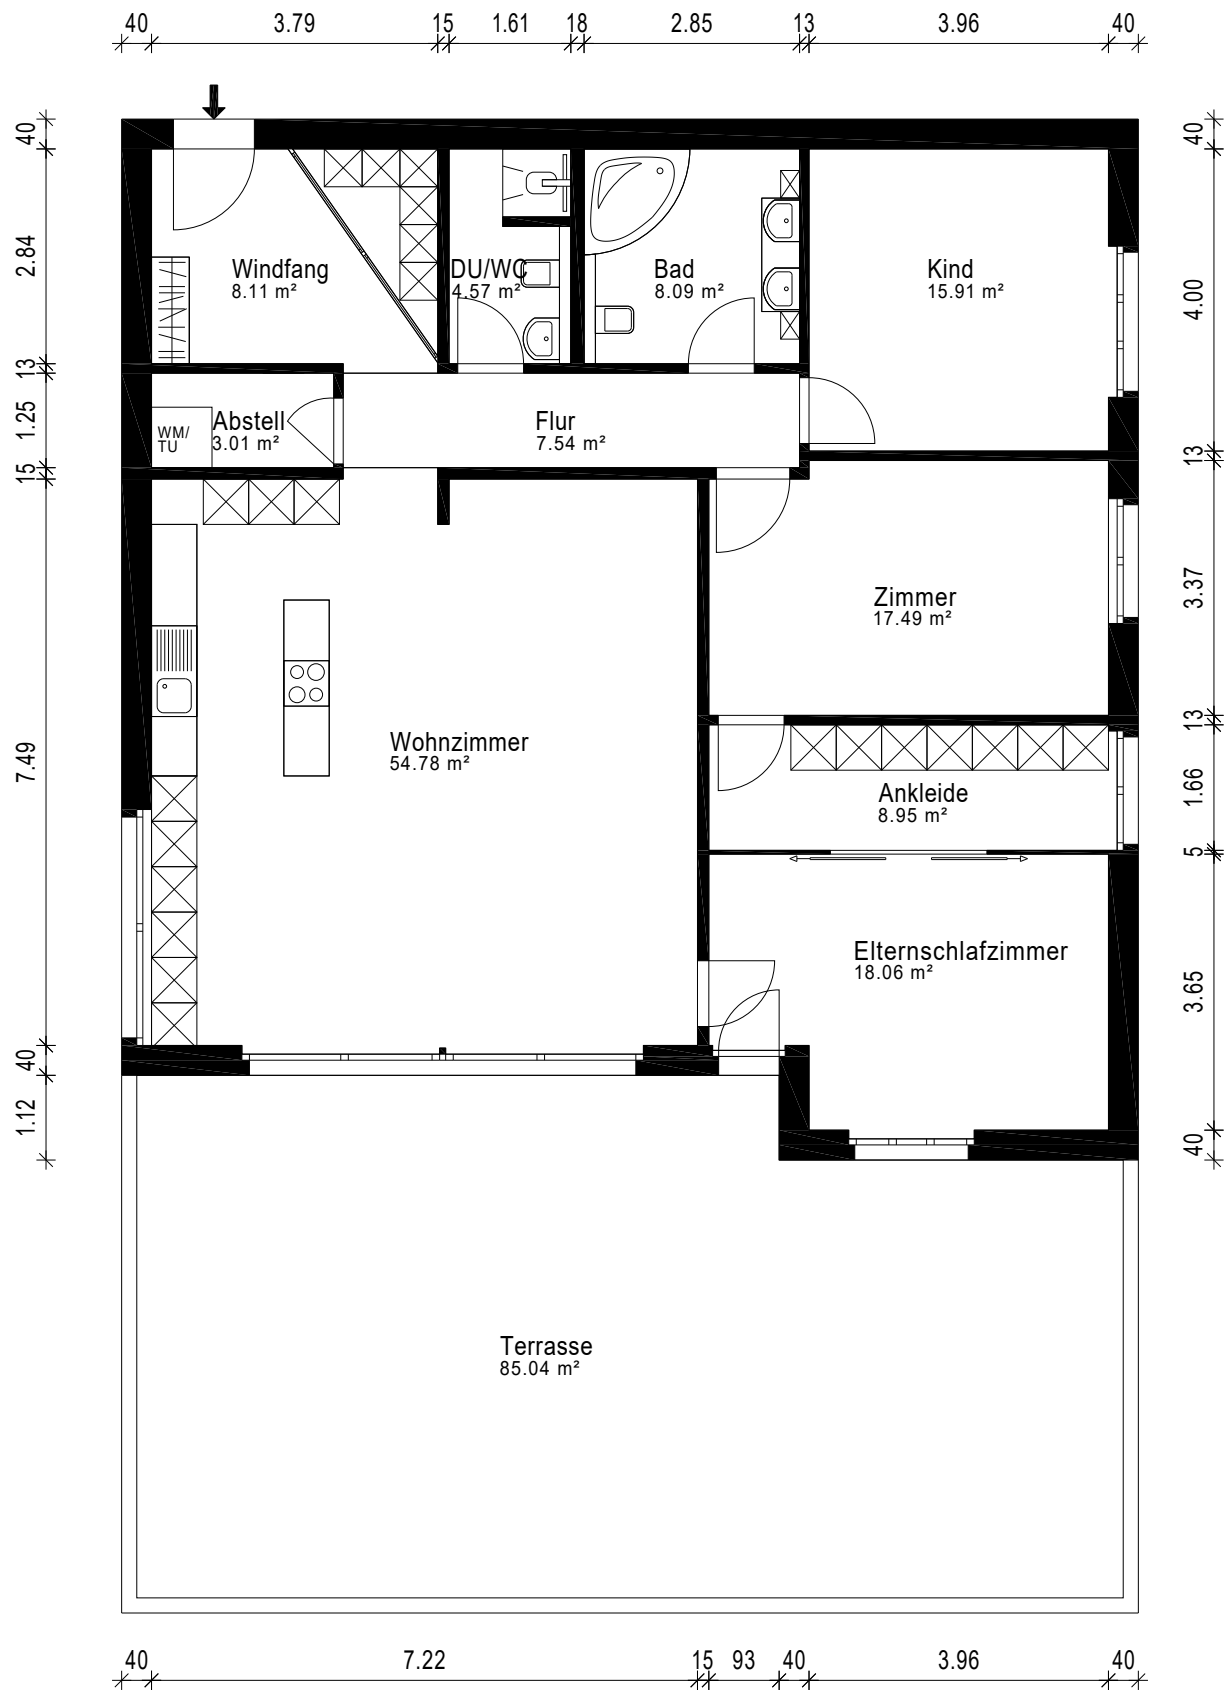 40 3.79 15 1.61 18 2.85 13 3.96 40
40
2.84
13
1.25
15
7.49
40
1.12
40
4.00
13
3.37
13
1.66
5
3.65
40
Windfang
8.11 m²
DU/WC
4.57 m²
Bad
8.09 m²
Kind
15.91 m²
WM/
TU
Abstell
3.01 m²
Flur
7.54 m²
Zimmer
17.49 m²
Wohnzimmer
54.78 m²
Ankleide
8.95 m²
Elternschlafzimmer
18.06 m²
Terrasse
85.04 m²
40 7.22 15 93 40 3.96 40